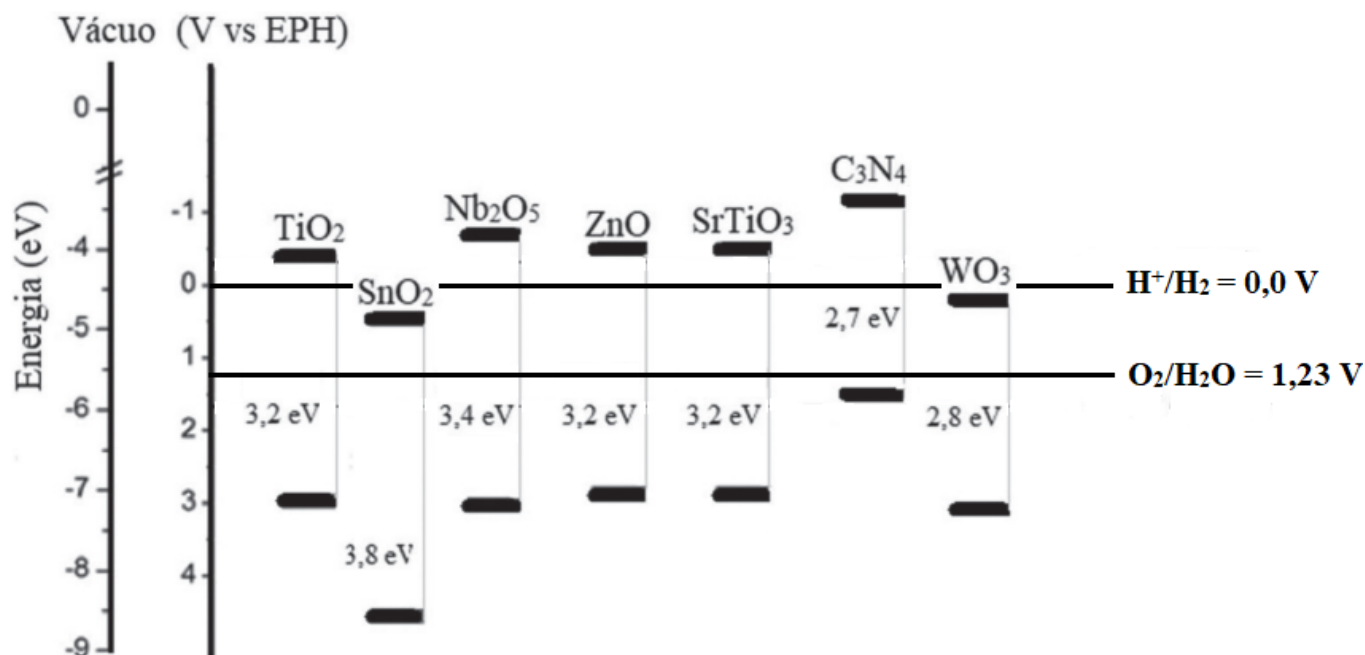 Vácuo (V vs EPH)
Energia (eV)
0
-4
-5
-6
-7
-8
-9
-1
0
1
2
3
4
TiO₂
3,2 eV
SnO₂
3,8 eV
Nb₂O₅
3,4 eV
ZnO
3,2 eV
SrTiO₃
3,2 eV
C₃N₄
2,7 eV
WO₃
2,8 eV
H⁺/H₂ = 0,0 V
O₂/H₂O = 1,23 V